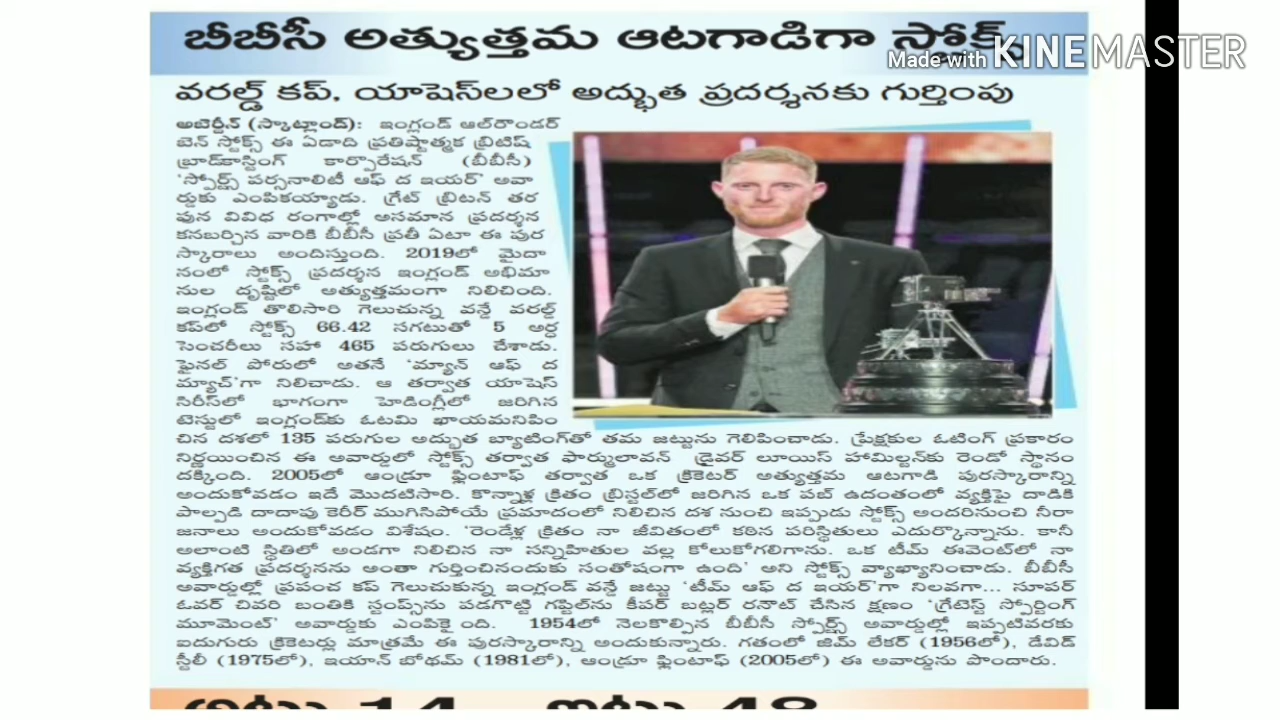 బీబీసీ అత్యుత్తమ ఆటగాడిగా స్టోక్స్
Made with KINEMASTER
వరల్డ్ కప్, యాషెస్‌లలో అద్భుత ప్రదర్శనకు గుర్తింపు
అబెర్డీన్ (స్కాట్లాండ్): ఇంగ్లండ్ ఆల్‌రౌండర్
బెన్ స్టోక్స్ ఈ ఏడాది ప్రతిష్ఠాత్మక బ్రిటిష్
బ్రాడ్‌కాస్టింగ్ కార్పొరేషన్ (బీబీసీ)
‘స్పోర్ట్స్ పర్సనాలిటీ ఆఫ్ ద ఇయర్’ అవా
ర్డుకు ఎంపికయ్యాడు. గ్రేట్ బ్రిటన్ తర
ఫున వివిధ రంగాల్లో అసమాన ప్రదర్శన
కనబర్చిన వారికి బీబీసీ ప్రతీ ఏటా ఈ పుర
స్కారాలు అందిస్తుంది. 2019లో మైదా
నంలో స్టోక్స్ ప్రదర్శన ఇంగ్లండ్ అభిమా
నుల దృష్టిలో అత్యుత్తమంగా నిలిచింది.
ఇంగ్లండ్ తొలిసారి గెలుచున్న వన్డే వరల్డ్
కప్‌లో స్టోక్స్ 66.42 సగటుతో 5 అర్ధ
సెంచరీలు సహా 465 పరుగులు చేశాడు.
ఫైనల్ పోరులో అతనే ‘మ్యాన్ ఆఫ్ ద
మ్యాచ్’గా నిలిచాడు. ఆ తర్వాత యాషెస్
సిరీస్‌లో భాగంగా హెడింగ్లీలో జరిగిన
టెస్టులో ఇంగ్లండ్‌కు ఓటమి ఖాయమనిపిం
చిన దశలో 135 పరుగుల అద్భుత బ్యాటింగ్‌తో తమ జట్టును గెలిపించాడు. ప్రేక్షకుల ఓటింగ్ ప్రకారం
నిర్ణయించిన ఈ అవార్డులో స్టోక్స్ తర్వాత ఫార్ములావన్ డ్రైవర్ లూయిస్ హామిల్టన్‌కు రెండో స్థానం
దక్కింది. 2005లో ఆండ్రూ ఫ్లింటాఫ్ తర్వాత ఒక క్రికెటర్ అత్యుత్తమ ఆటగాడి పురస్కారాన్ని
అందుకోవడం ఇదే మొదటిసారి. కొన్నాళ్ల క్రితం బ్రిస్టల్‌లో జరిగిన ఒక పబ్ ఉదంతంలో వ్యక్తిపై దాడికి
పాల్పడి దాదాపు కెరీర్ ముగిసిపోయే ప్రమాదంలో నిలిచిన దశ నుంచి ఇప్పుడు స్టోక్స్ అందరినుంచి నీరా
జనాలు అందుకోవడం విశేషం. ‘రెండేళ్ల క్రితం నా జీవితంలో కఠిన పరిస్థితులు ఎదుర్కొన్నాను. కానీ
అలాంటి స్థితిలో అండగా నిలిచిన నా సన్నిహితుల వల్ల కోలుకోగలిగాను. ఒక టీమ్ ఈవెంట్‌లో నా
వ్యక్తిగత ప్రదర్శనను అంతా గుర్తించినందుకు సంతోషంగా ఉంది’ అని స్టోక్స్ వ్యాఖ్యానించాడు. బీబీసీ
అవార్డుల్లో ప్రపంచ కప్ గెలుచుకున్న ఇంగ్లండ్ వన్డే జట్టు ‘టీమ్ ఆఫ్ ద ఇయర్’గా నిలవగా... సూపర్
ఓవర్ చివరి బంతికి స్టంప్స్‌ను పడగొట్టి గప్టిల్‌ను కీపర్ బట్లర్ రనౌట్ చేసిన క్షణం ‘గ్రేటెస్ట్ స్పోర్టింగ్
మూమెంట్’ అవార్డుకు ఎంపికైంది. 1954లో నెలకొల్పిన బీబీసీ స్పోర్ట్స్ అవార్డుల్లో ఇప్పటివరకు
ఐదుగురు క్రికెటర్లు మాత్రమే ఈ పురస్కారాన్ని అందుకున్నారు. గతంలో జిమ్ లేకర్ (1956లో), డేవిడ్
స్టీలీ (1975లో), ఇయాన్ బోథమ్ (1981లో), ఆండ్రూ ఫ్లింటాఫ్ (2005లో) ఈ అవార్డును పొందారు.